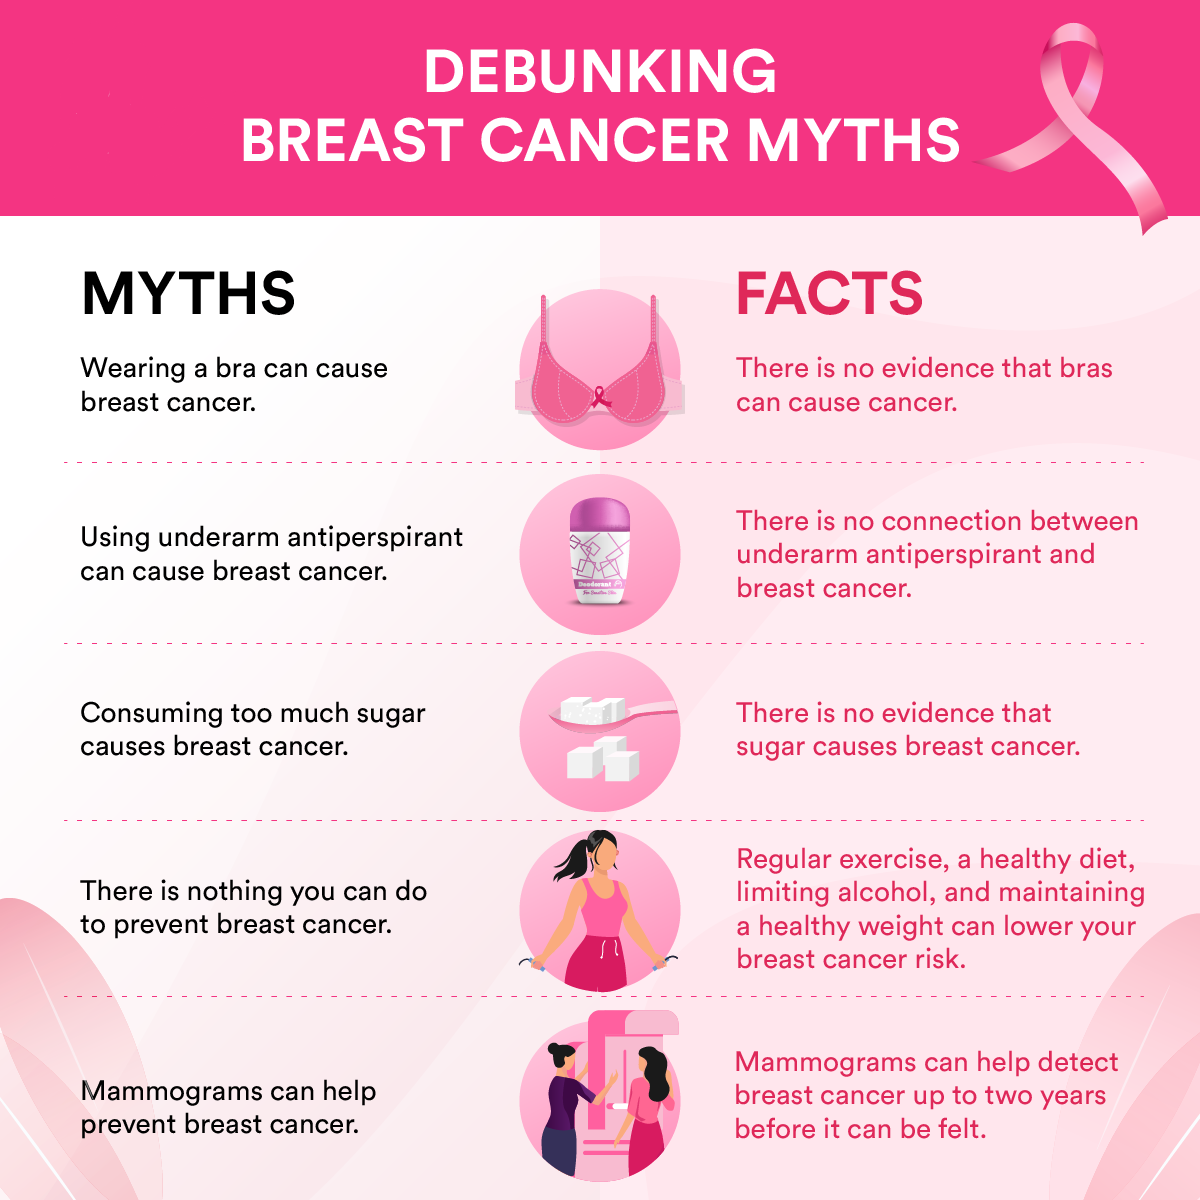 DEBUNKING
BREAST CANCER MYTHS
MYTHS
FACTS
Wearing a bra can cause
breast cancer.
There is no evidence that bras
can cause cancer.
Using underarm antiperspirant
can cause breast cancer.
Deodorant
For Sensitive Skin
There is no connection between
underarm antiperspirant and
breast cancer.
Consuming too much sugar
causes breast cancer.
There is no evidence that
sugar causes breast cancer.
There is nothing you can do
to prevent breast cancer.
Regular exercise, a healthy diet,
limiting alcohol, and maintaining
a healthy weight can lower your
breast cancer risk.
Mammograms can help
prevent breast cancer.
Mammograms can help detect
breast cancer up to two years
before it can be felt.